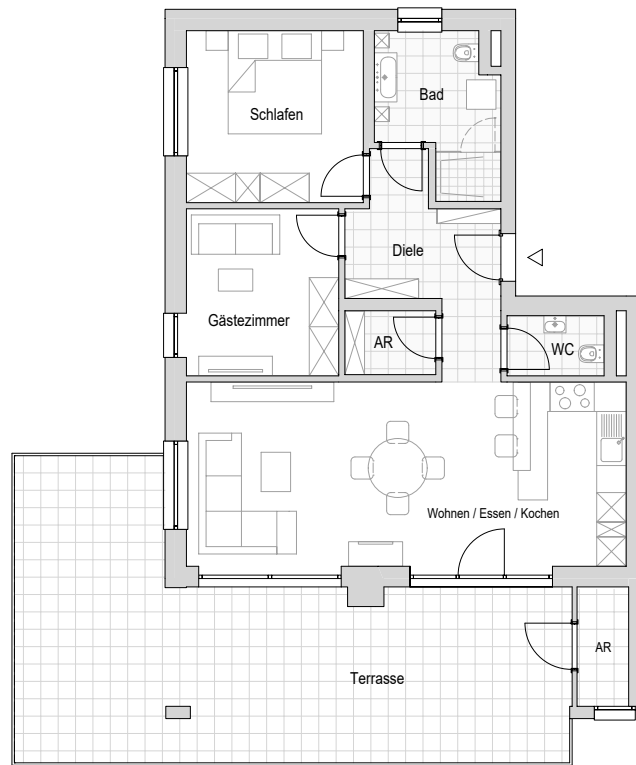 Schlafen
Bad
Diele
Gästezimmer
AR
WC
Wohnen / Essen / Kochen
AR
Terrasse